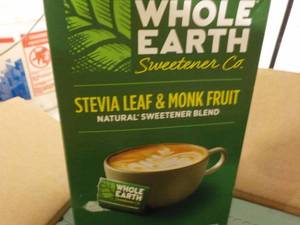 WHOLE
EARTH
Sweetener Co.
STEVIA LEAF & MONK FRUIT
NATURAL* SWEETENER BLEND
WHOLE
EARTH